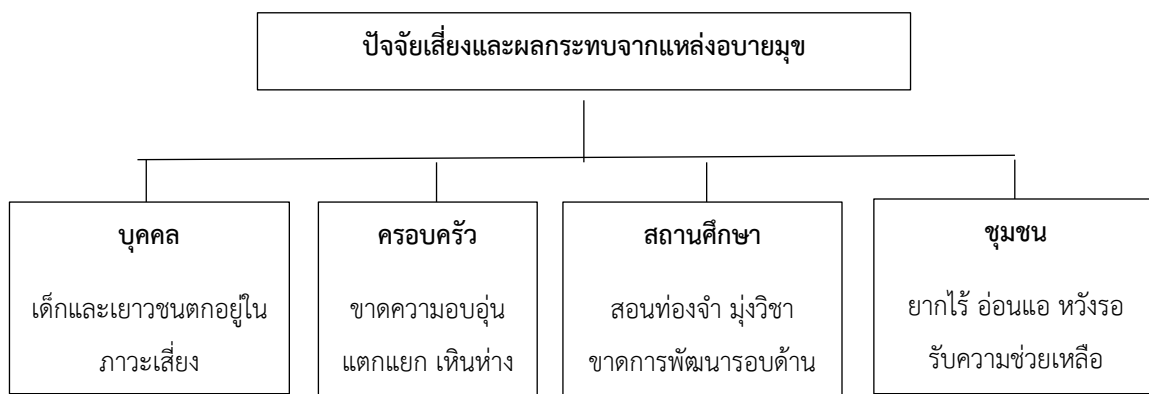 ปัจจัยเสี่ยงและผลกระทบจากแหล่งอบายมุข
บุคคล
เด็กและเยาวชนตกอยู่ใน
ภาวะเสี่ยง
ครอบครัว
ขาดความอบอุ่น
แตกแยก เหินห่าง
สถานศึกษา
สอนท่องจำ มุ่งวิชา
ขาดการพัฒนารอบด้าน
ชุมชน
ยากไร้ อ่อนแอ หวังรอ
รับความช่วยเหลือ